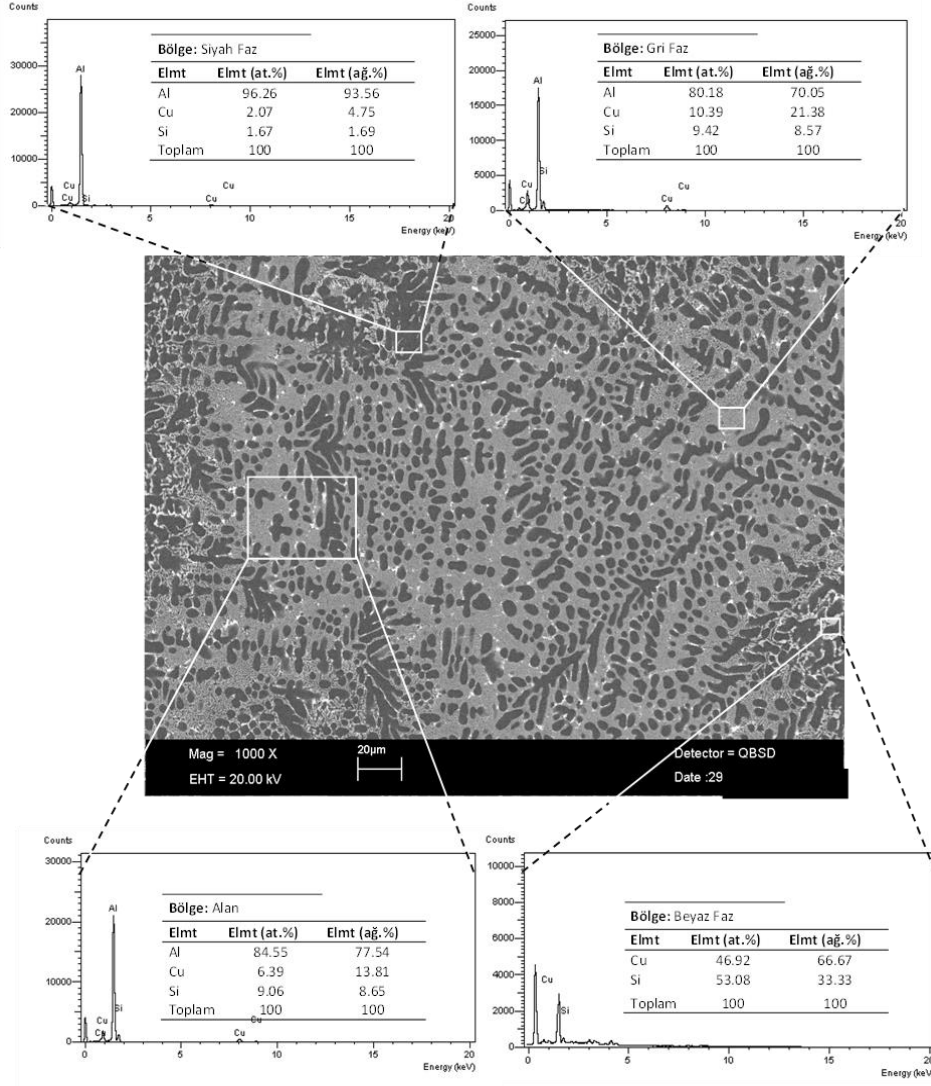 Counts
30000
20000
10000
0
Al
Cu
Cu
Si
Cu
Cu
0
5
10
15
20
Energy (keV)
Bölge: Siyah Faz
Elmt Elmt (at.%) Elmt (ağ.%)
Al 96.26 93.56
Cu 2.07 4.75
Si 1.67 1.69
Toplam 100 100
Counts
25000
20000
15000
10000
5000
0
Al
Si
Cu
Cu
Cu
0
5
10
15
20
Energy (keV)
Bölge: Gri Faz
Elmt Elmt (at.%) Elmt (ağ.%)
Al 80.18 70.05
Cu 10.39 21.38
Si 9.42 8.57
Toplam 100 100
Mag = 1000 X
EHT = 20.00 kV
20µm
Detector = QBSD
Date :29
Counts
30000
20000
10000
0
Al
Si
Cu
Cu
Cu
0
5
10
15
20
Energy (keV)
Bölge: Alan
Elmt Elmt (at.%) Elmt (ağ.%)
Al 84.55 77.54
Cu 6.39 13.81
Si 9.06 8.65
Toplam 100 100
Counts
10000
8000
6000
4000
2000
0
Cu
Si
0
5
10
15
20
Energy (keV)
Bölge: Beyaz Faz
Elmt Elmt (at.%) Elmt (ağ.%)
Cu 46.92 66.67
Si 53.08 33.33
Toplam 100 100